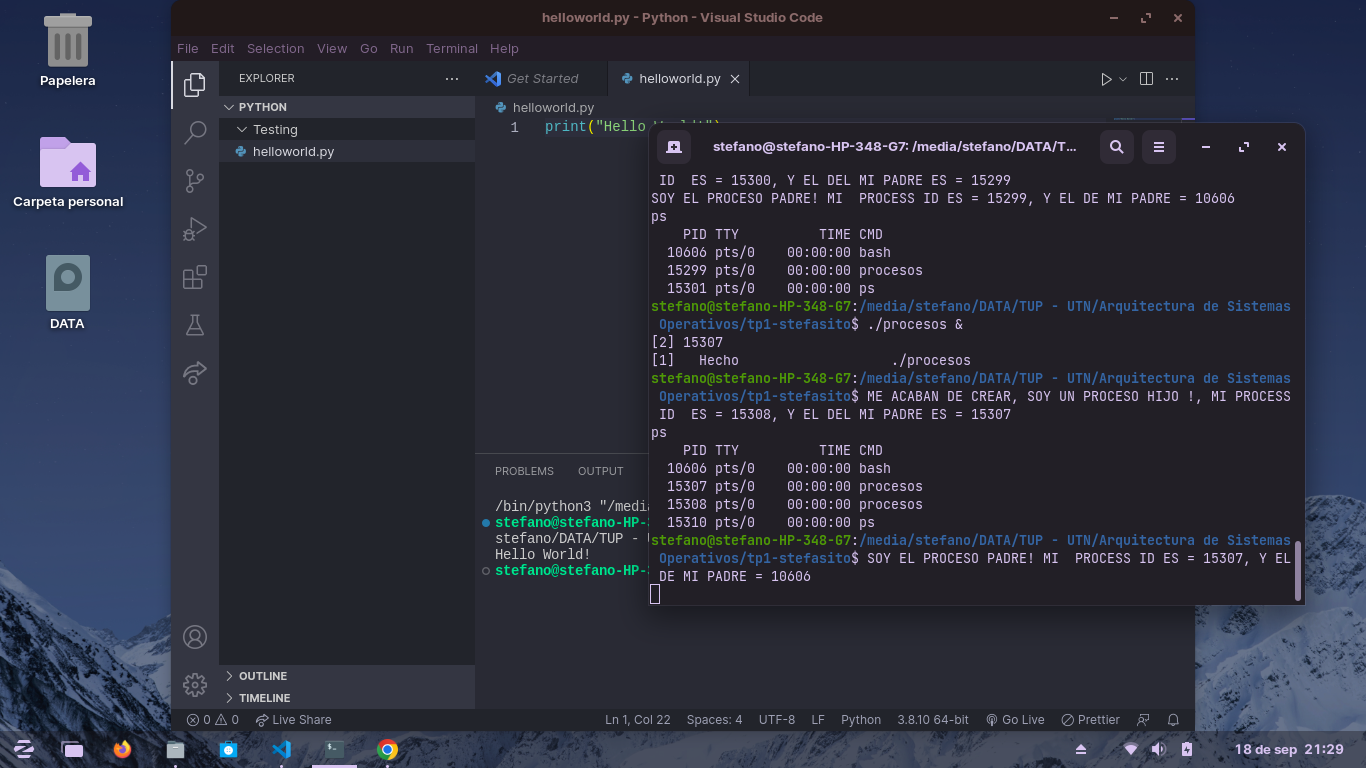 Papelera
Carpeta personal
DATA
helloworld.py - Python - Visual Studio Code
File Edit Selection View Go Run Terminal Help
EXPLORER
PYTHON
Testing
helloworld.py
OUTLINE
TIMELINE
Get Started
helloworld.py
helloworld.py
1 print("Hello
PROBLEMS OUTPUT
/bin/python3 "/media
stefano@stefano-HP-3
stefano/DATA/TUP -
Hello World!
stefano@stefano-HP-3
stefano@stefano-HP-348-G7: /media/stefano/DATA/T...
ID  ES = 15300, Y EL DEL MI PADRE ES = 15299
SOY EL PROCESO PADRE! MI  PROCESS ID ES = 15299, Y EL DE MI PADRE = 10606
ps
    PID TTY          TIME CMD
  10606 pts/0    00:00:00 bash
  15299 pts/0    00:00:00 procesos
  15301 pts/0    00:00:00 ps
stefano@stefano-HP-348-G7:/media/stefano/DATA/TUP - UTN/Arquitectura de Sistemas
 Operativos/tp1-stefasito$ ./procesos &
[2] 15307
[1]   Hecho                   ./procesos
stefano@stefano-HP-348-G7:/media/stefano/DATA/TUP - UTN/Arquitectura de Sistemas
 Operativos/tp1-stefasito$ ME ACABAN DE CREAR, SOY UN PROCESO HIJO !, MI PROCESS
 ID  ES = 15308, Y EL DEL MI PADRE ES = 15307
ps
    PID TTY          TIME CMD
  10606 pts/0    00:00:00 bash
  15307 pts/0    00:00:00 procesos
  15308 pts/0    00:00:00 procesos
  15310 pts/0    00:00:00 ps
stefano@stefano-HP-348-G7:/media/stefano/DATA/TUP - UTN/Arquitectura de Sistemas
 Operativos/tp1-stefasito$ SOY EL PROCESO PADRE! MI  PROCESS ID ES = 15307, Y EL
 DE MI PADRE = 10606
0 0 Live Share Ln 1, Col 22 Spaces: 4 UTF-8 LF Python 3.8.10 64-bit Go Live Prettier
18 de sep 21:29